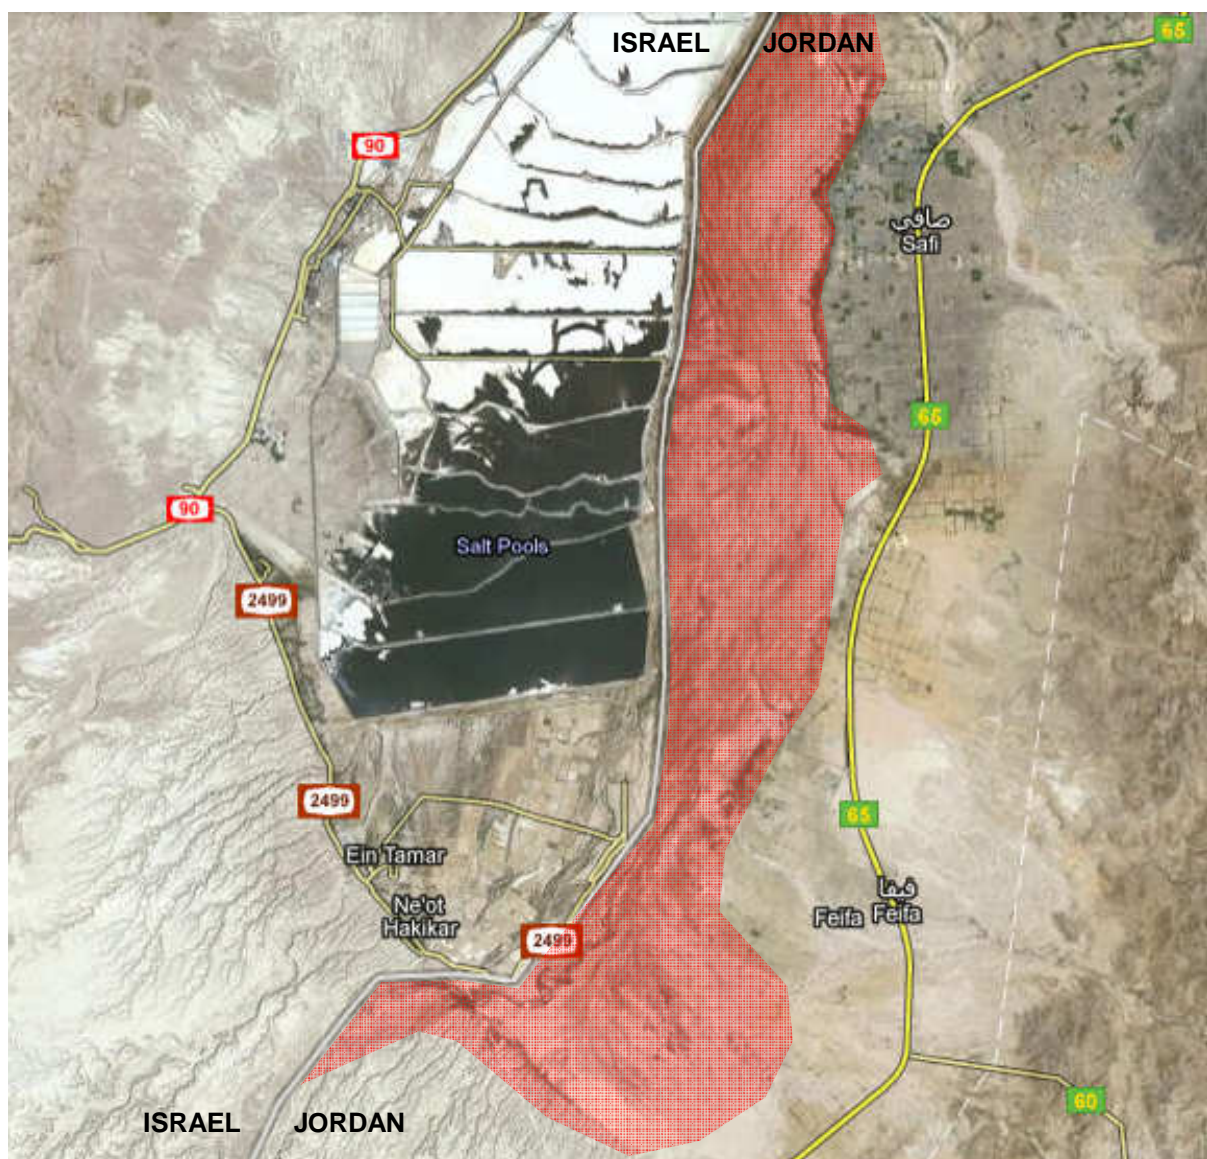 ISRAEL
JORDAN
65
90
صافي
Safi
65
90
Salt Pools
2499
2499
65
Ein Tamar
فيفا
Feifa
Feifa
Ne'ot
Hakikar
2499
60
ISRAEL
JORDAN